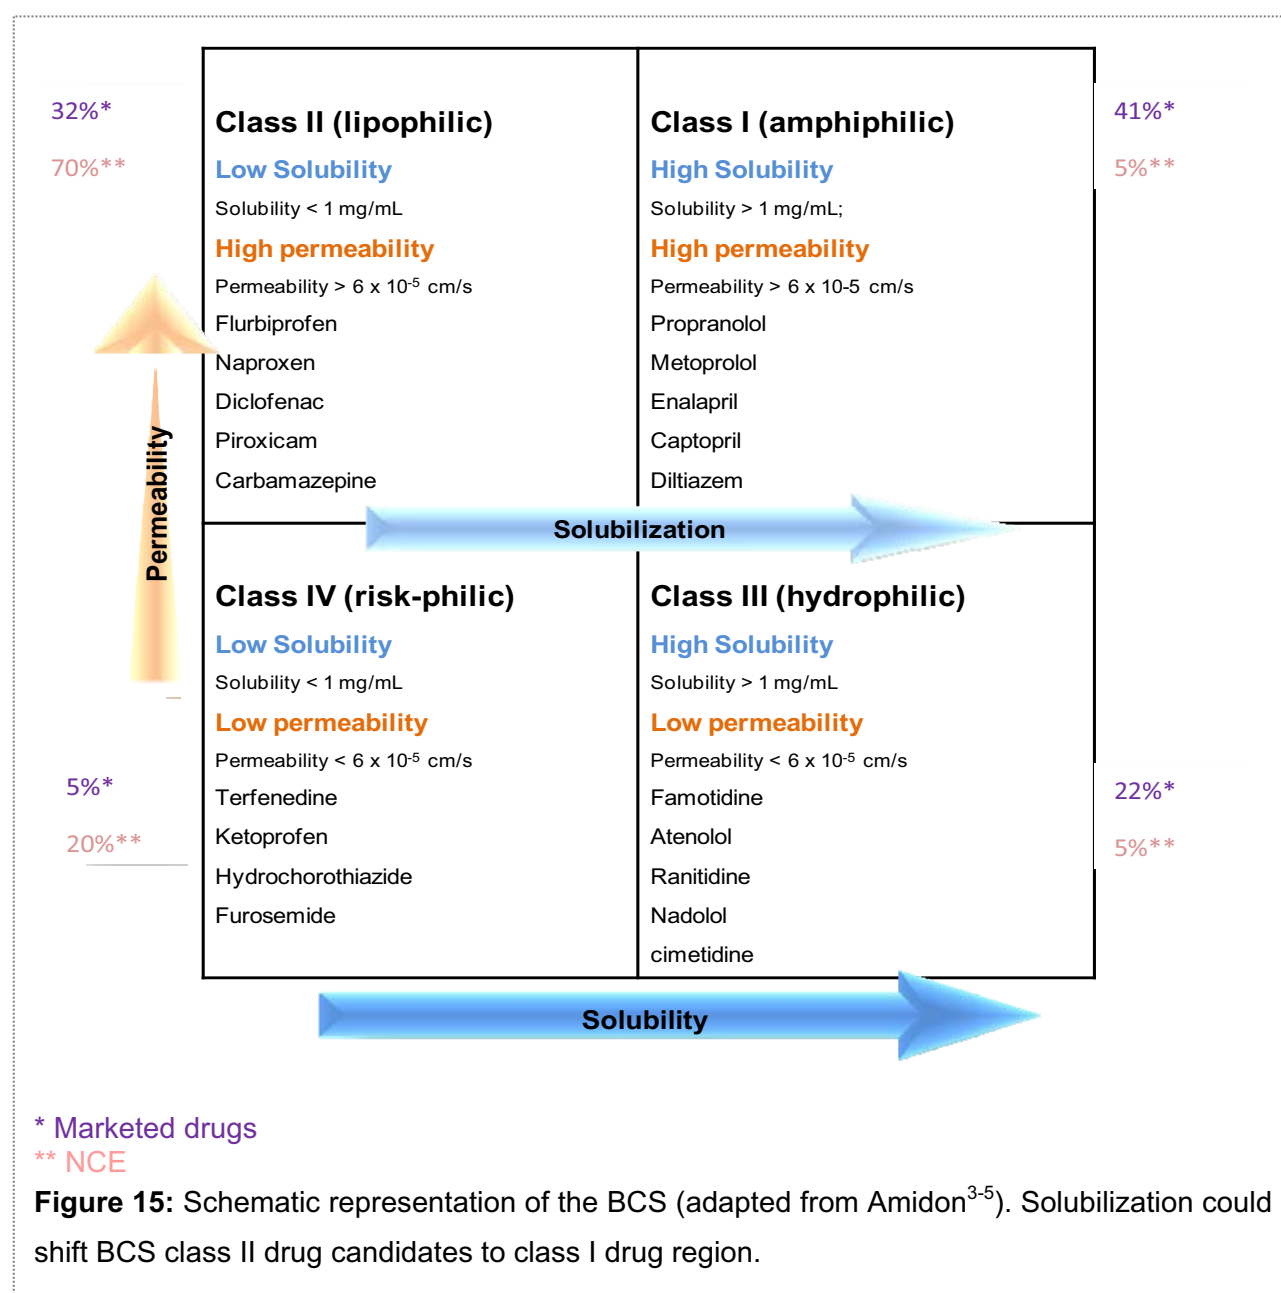 32%*
70%**
Class II (lipophilic)
Low Solubility
Solubility < 1 mg/mL
High permeability
Permeability > 6 x 10⁻⁵ cm/s
Flurbiprofen
Naproxen
Diclofenac
Piroxicam
Carbamazepine
Class I (amphiphilic)
High Solubility
Solubility > 1 mg/mL;
High permeability
Permeability > 6 x 10-5 cm/s
Propranolol
Metoprolol
Enalapril
Captopril
Diltiazem
41%*
5%**
Permeability
Solubilization
5%*
20%**
Class IV (risk-philic)
Low Solubility
Solubility < 1 mg/mL
Low permeability
Permeability < 6 x 10⁻⁵ cm/s
Terfenedine
Ketoprofen
Hydrochorothiazide
Furosemide
Class III (hydrophilic)
High Solubility
Solubility > 1 mg/mL
Low permeability
Permeability < 6 x 10⁻⁵ cm/s
Famotidine
Atenolol
Ranitidine
Nadolol
cimetidine
22%*
5%**
Solubility
* Marketed drugs
** NCE
Figure 15: Schematic representation of the BCS (adapted from Amidon³⁻⁵). Solubilization could
shift BCS class II drug candidates to class I drug region.